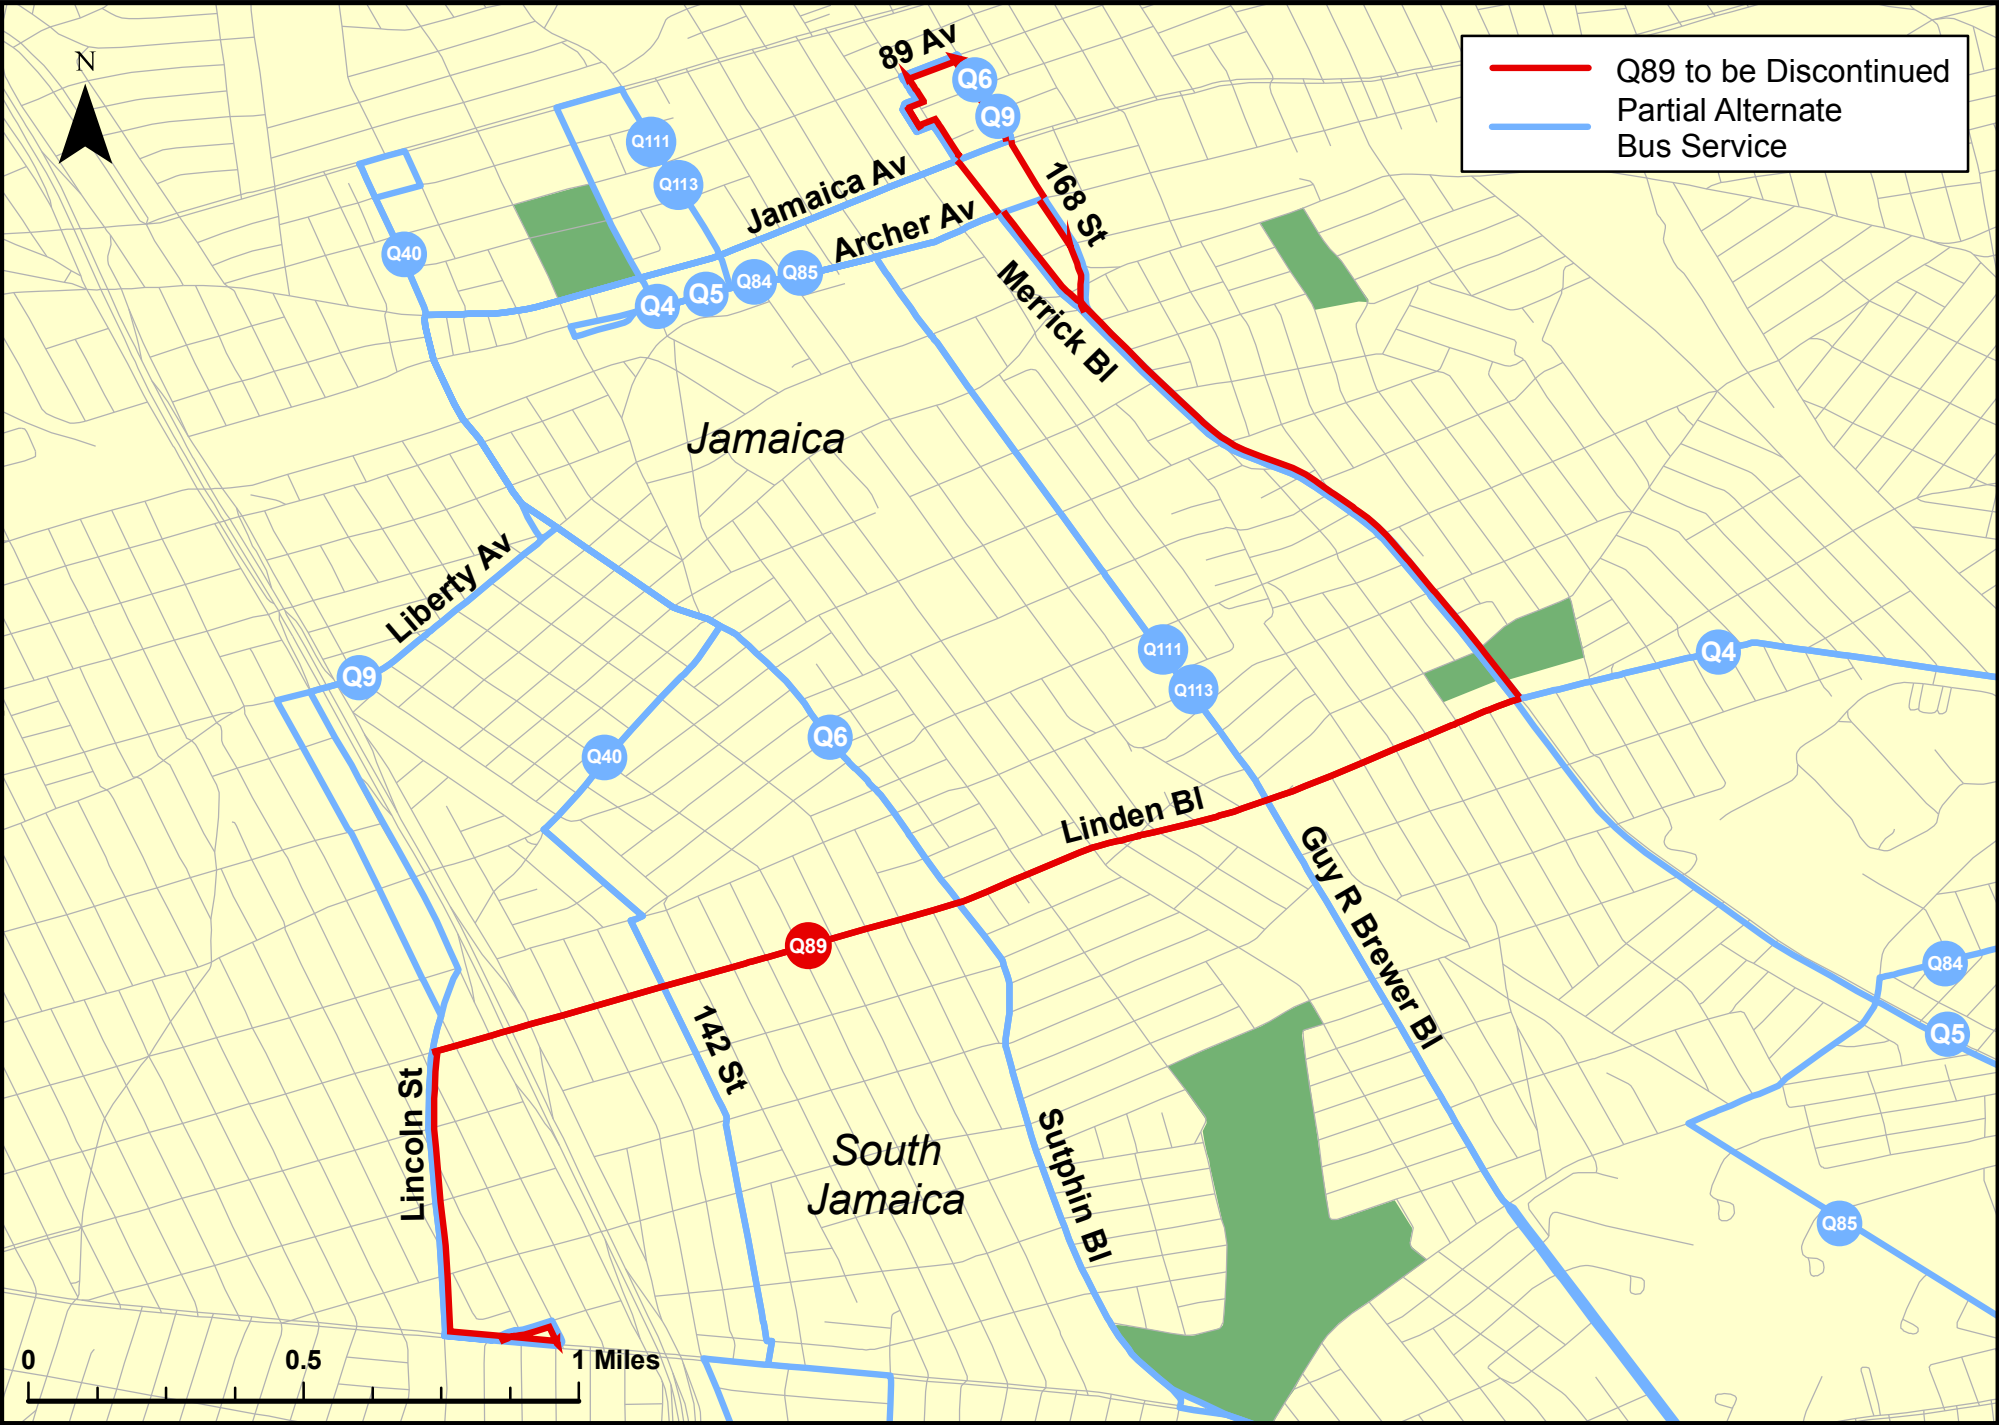 N
89 Av
Q6
Q9
Q89 to be Discontinued
Partial Alternate
Bus Service
Q111
Q113
Jamaica Av
168 St
Q40
Archer Av
Q4
Q5
Q84
Q85
Merrick Bl
Jamaica
Liberty Av
Q9
Q111
Q113
Q4
Q40
Q6
Linden Bl
Guy R Brewer Bl
Q89
Q84
Q5
142 St
Lincoln St
South
Jamaica
Sutphin Bl
Q85
0
0.5
1 Miles